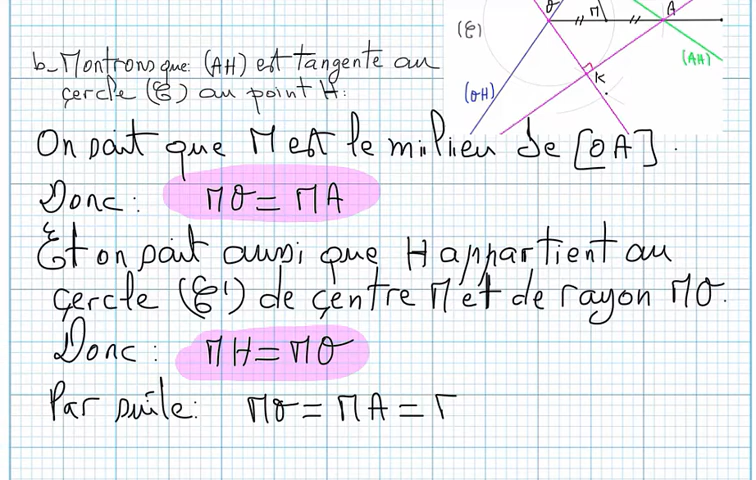 O
M
A
(C)
(AH)
K
(OH)
b_ Montrons que: (AH) est tangente au
cercle (C) au point H.
On sait que M est le milieu de [OA].
Donc: MO = MA
Et on sait aussi que H appartient au
cercle (C') de centre M et de rayon MO.
Donc: MH = MO
Par suite: MO = MA = Γ